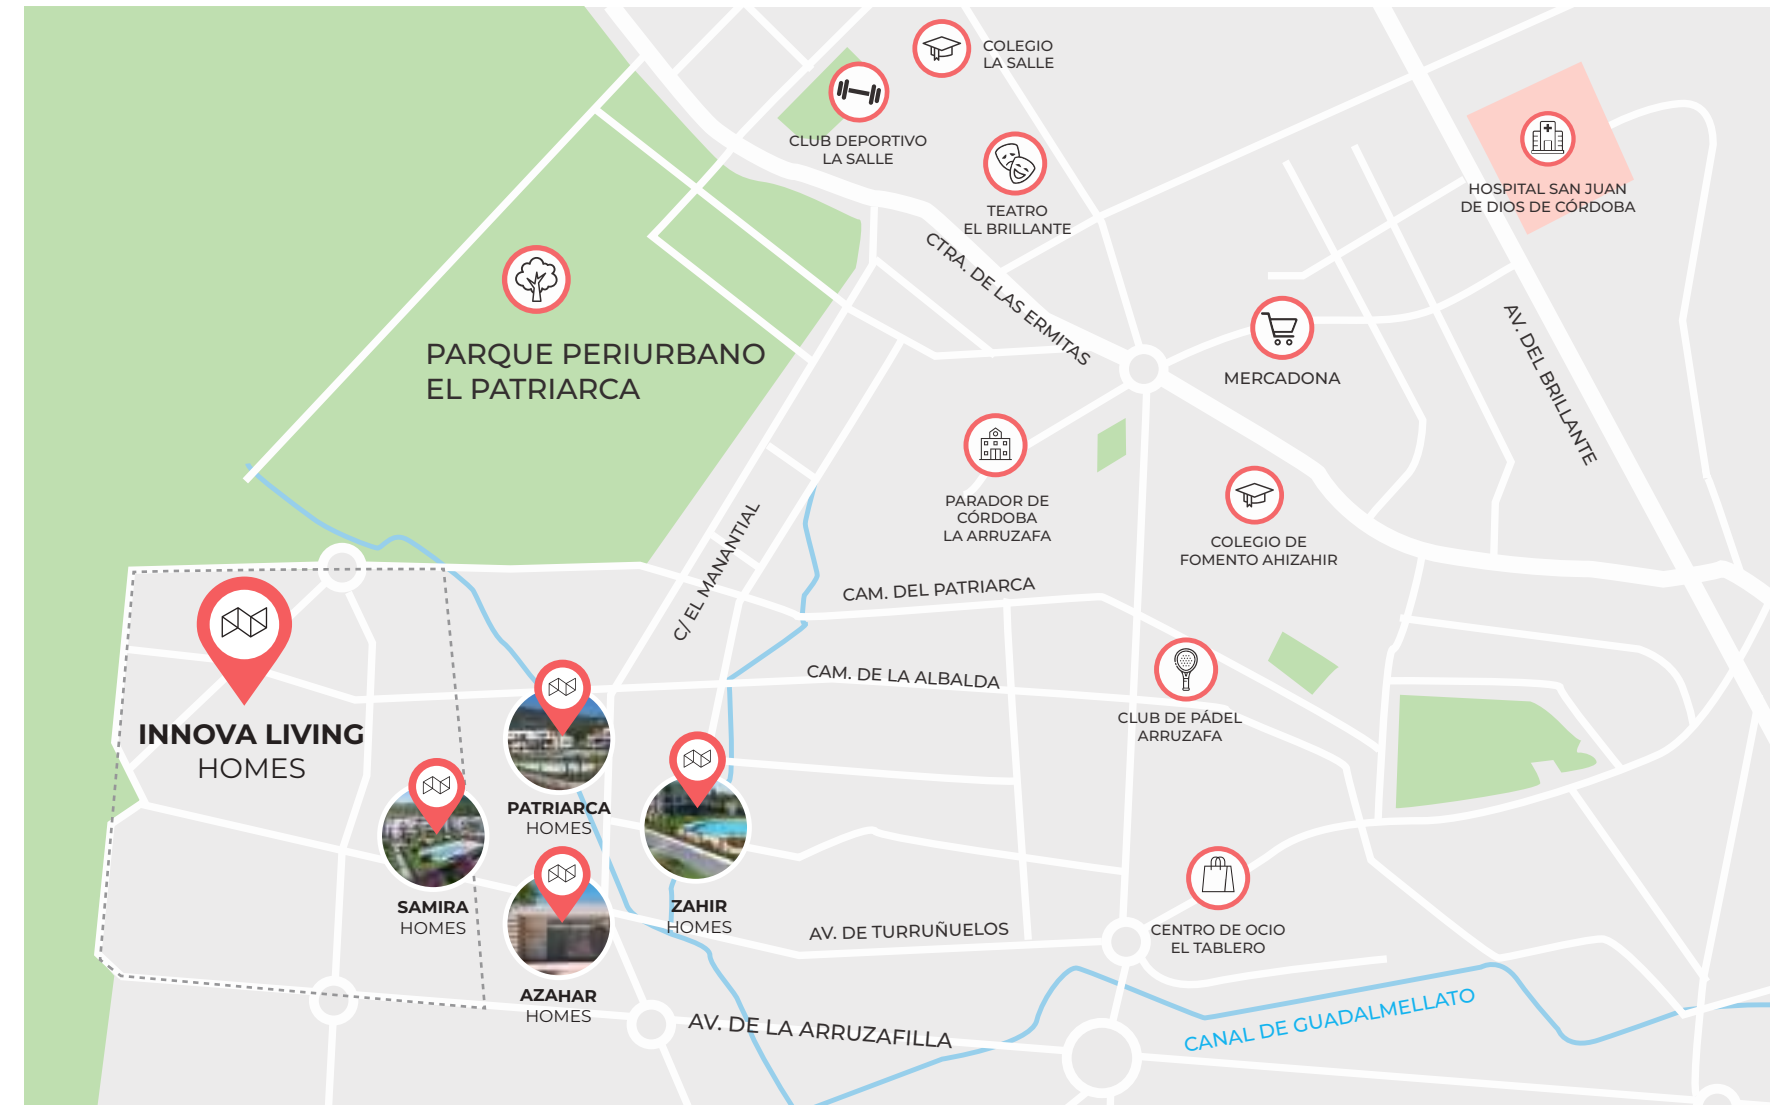 COLEGIO
LA SALLE
CLUB DEPORTIVO
LA SALLE
HOSPITAL SAN JUAN
DE DIOS DE CÓRDOBA
TEATRO
EL BRILLANTE
CTRA. DE LAS ERMITAS
PARQUE PERIURBANO
EL PATRIARCA
MERCADONA
AV. DEL BRILLANTE
PARADOR DE
CÓRDOBA
LA ARRUZAFA
COLEGIO DE
FOMENTO AHIZAHIR
C/ EL MANANTIAL
CAM. DEL PATRIARCA
CAM. DE LA ALBALDA
CLUB DE PÁDEL
ARRUZAFA
INNOVA LIVING
HOMES
PATRIARCA
HOMES
SAMIRA
HOMES
ZAHIR
HOMES
AV. DE TURRUÑUELOS
CENTRO DE OCIO
EL TABLERO
AZAHAR
HOMES
AV. DE LA ARRUZAFILLA
CANAL DE GUADALMELLATO